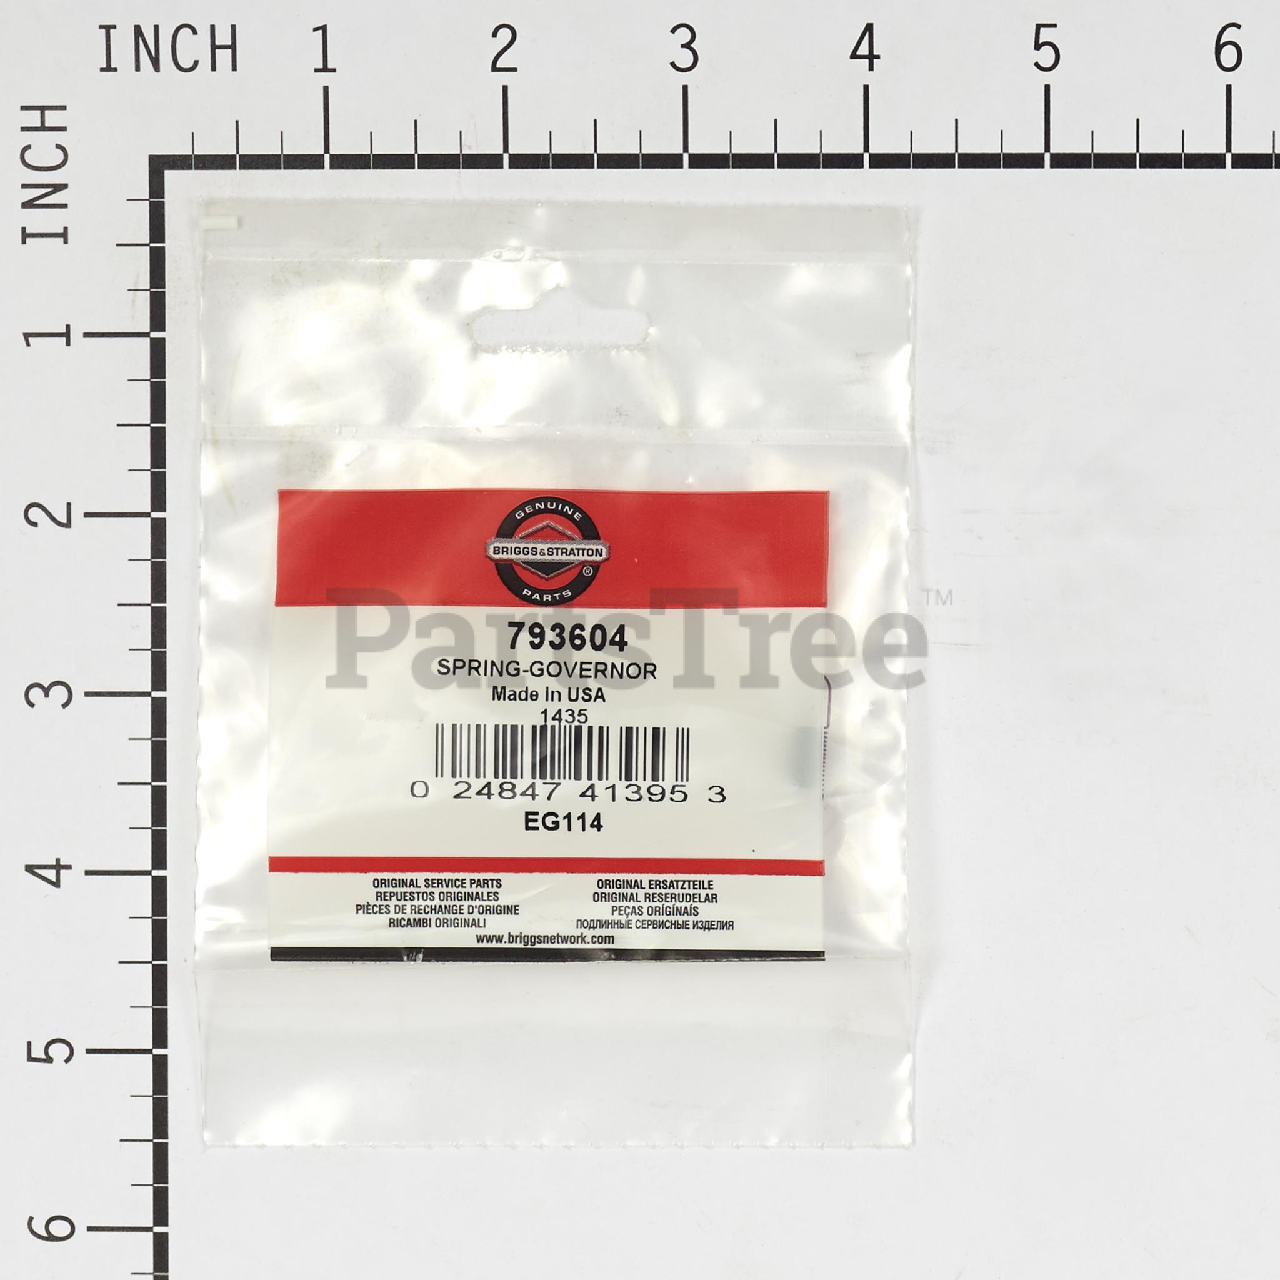 INCH 1 2 3 4 5 6
INCH
1
2
3
4
5
6
GENUINE
BRIGGS&STRATTON
®
PARTS
PartsTree™
793604
SPRING-GOVERNOR
Made In USA
1435
0 24847 41395 3
EG114
ORIGINAL SERVICE PARTS
REPUESTOS ORIGINALES
PIÈCES DE RECHANGE D'ORIGINE
RICAMBI ORIGINALI
ORIGINAL ERSATZTEILE
ORIGINAL RESERUDELAR
PEÇAS ORÍGÍNAÍS
ПОДЛИННЫЕ СЕРВИСНЫЕ ИЗДЕЛИЯ
www.briggsnetwork.com